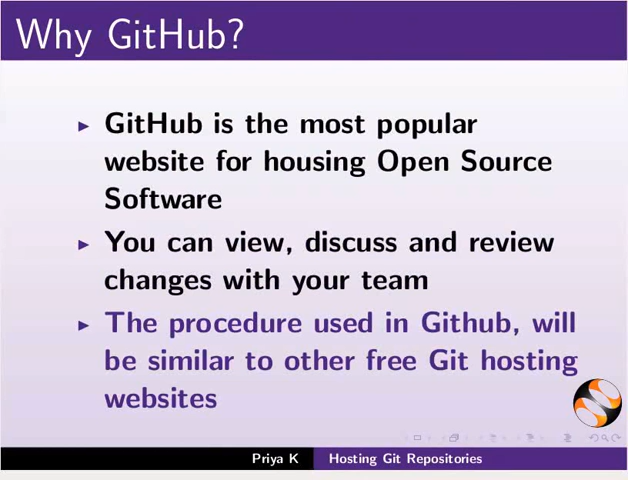 Why GitHub?
GitHub is the most popular
website for housing Open Source
Software
You can view, discuss and review
changes with your team
The procedure used in Github, will
be similar to other free Git hosting
websites
Priya K
Hosting Git Repositories